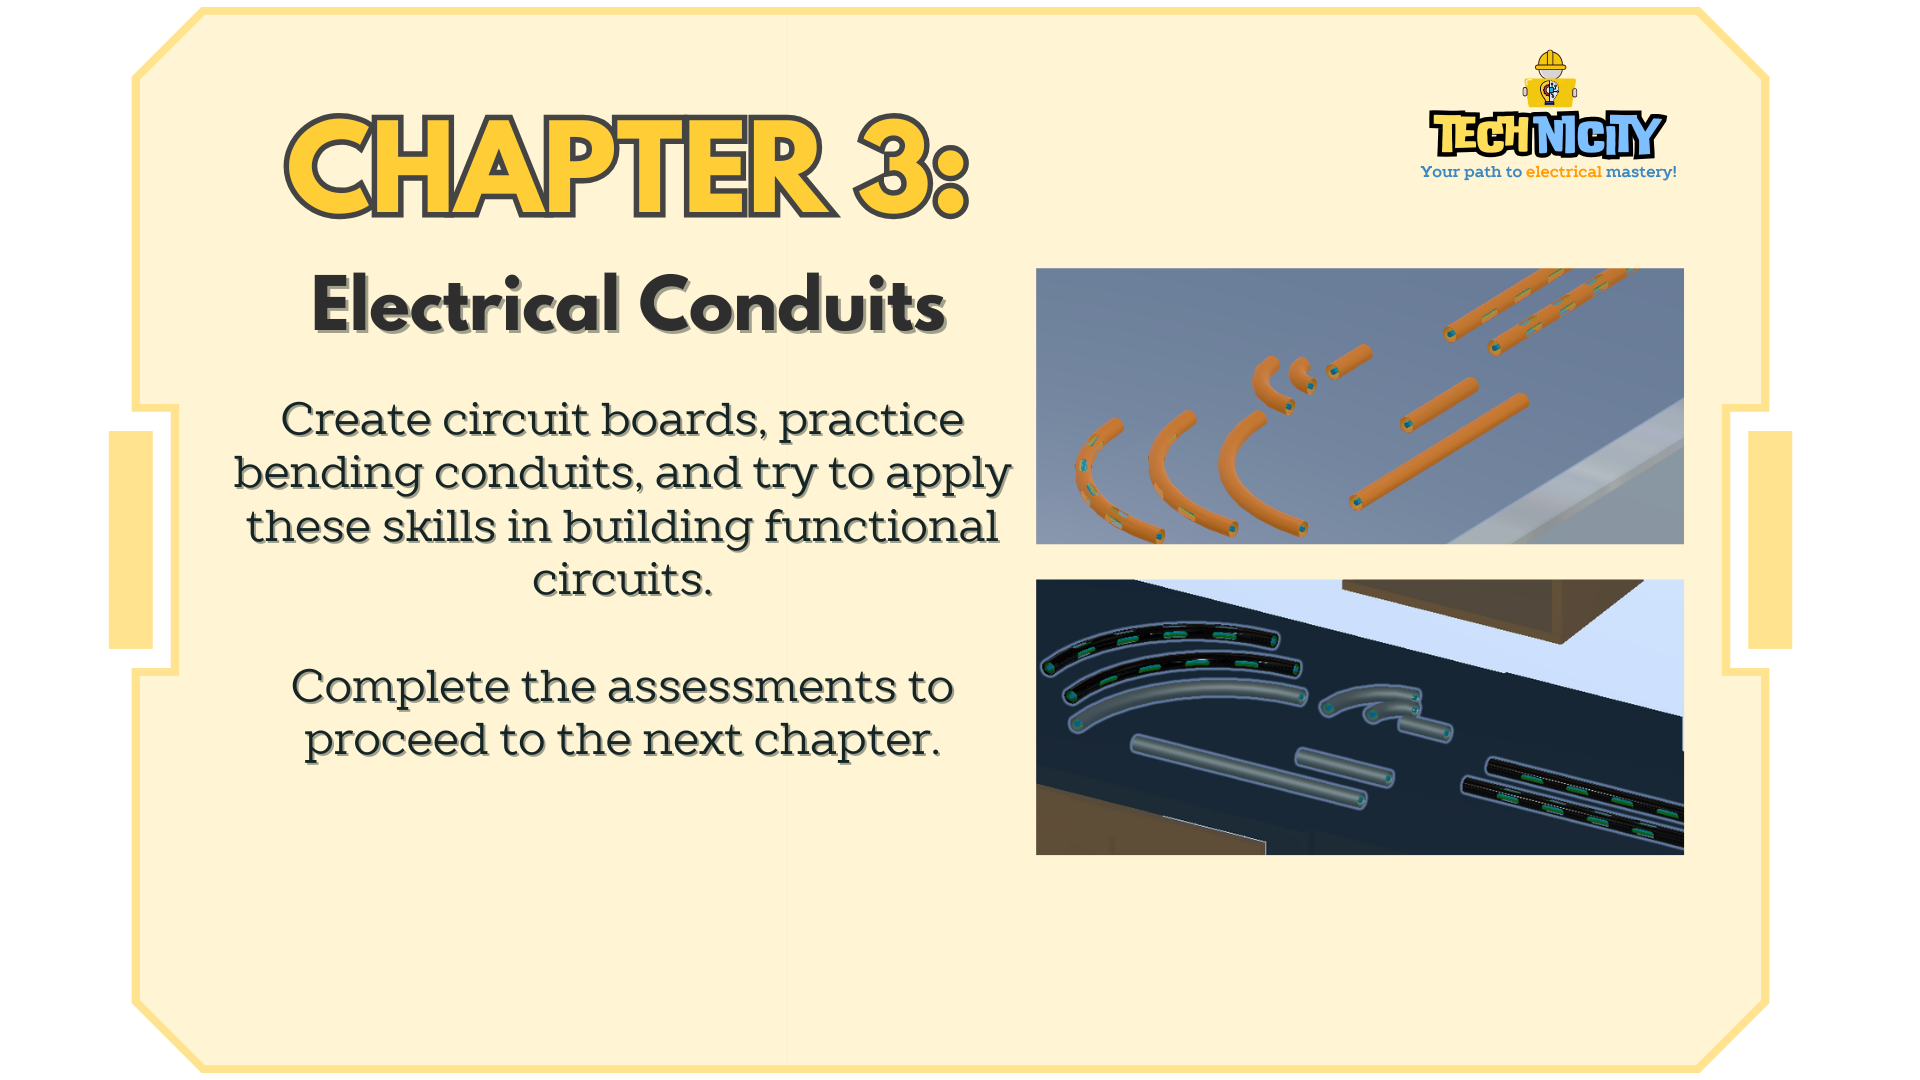 TECHNICITY
Your path to electrical mastery!
CHAPTER 3:
Electrical Conduits
Create circuit boards, practice
bending conduits, and try to apply
these skills in building functional
circuits.
Complete the assessments to
proceed to the next chapter.